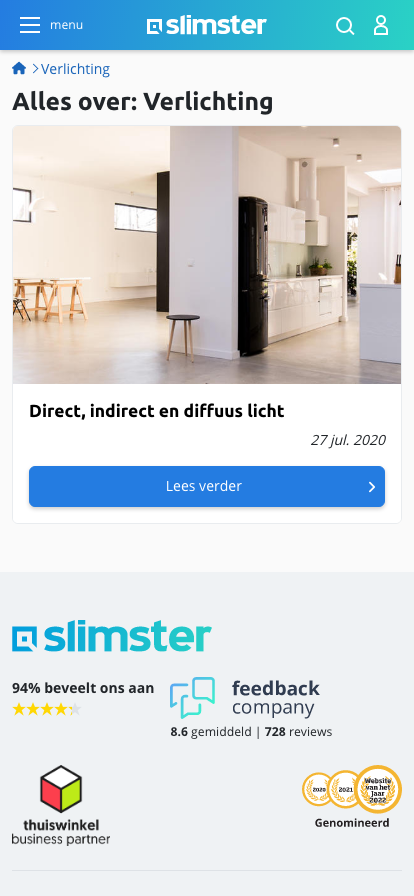 menu
slimster
Verlichting
Alles over: Verlichting
Direct, indirect en diffuus licht
27 jul. 2020
Lees verder
slimster
94% beveelt ons aan
feedback
company
8.6 gemiddeld | 728 reviews
thuiswinkel
business partner
2020
2021
Website
van het
Jaar
2022
Genomineerd